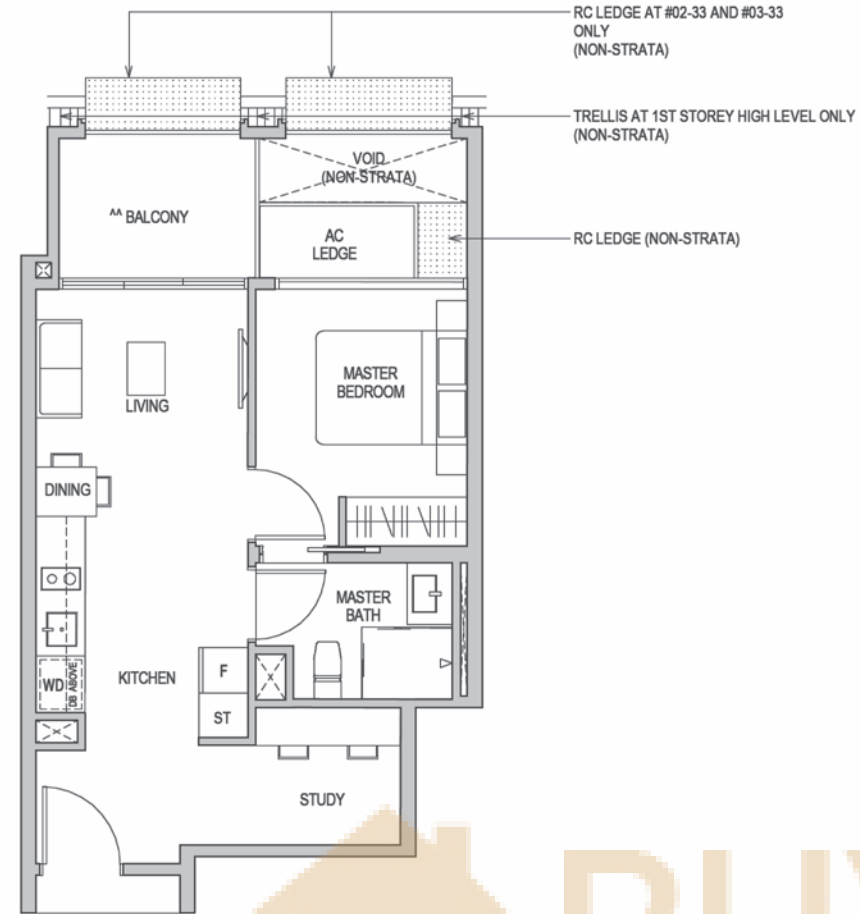 RC LEDGE AT #02-33 AND #03-33
ONLY
(NON-STRATA)
TRELLIS AT 1ST STOREY HIGH LEVEL ONLY
(NON-STRATA)
VOID
(NON-STRATA)
^^ BALCONY
AC
LEDGE
RC LEDGE (NON-STRATA)
MASTER
BEDROOM
LIVING
DINING
MASTER
BATH
KITCHEN
F
WD
DB ABOVE
ST
STUDY